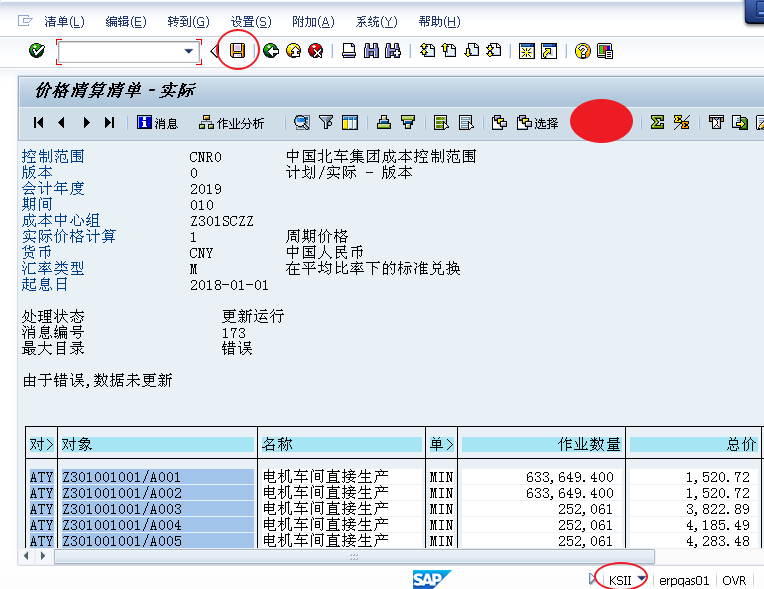 清单(L) 编辑(E) 转到(G) 设置(S) 附加(A) 系统(Y) 帮助(H)
价格清算清单 - 实际
消息 作业分析 选择
控制范围 CNR0 中国北车集团成本控制范围
版本 0 计划/实际 - 版本
会计年度 2019
期间 010
成本中心组 Z301SCZZ
实际价格计算 1 周期价格
货币 CNY 中国人民币
汇率类型 M 在平均比率下的标准兑换
起息日 2018-01-01
处理状态 更新运行
消息编号 173
最大目录 错误
由于错误,数据未更新
对> 对象 名称 单> 作业数量 总价
ATY Z301001001/A001 电机车间直接生产 MIN 633,649.400 1,520.72
ATY Z301001001/A002 电机车间直接生产 MIN 633,649.400 1,520.72
ATY Z301001001/A003 电机车间直接生产 MIN 252,061 3,822.89
ATY Z301001001/A004 电机车间直接生产 MIN 252,061 4,185.49
ATY Z301001001/A005 电机车间直接生产 MIN 252,061 4,283.48
SAP KSII erpqas01 OVR